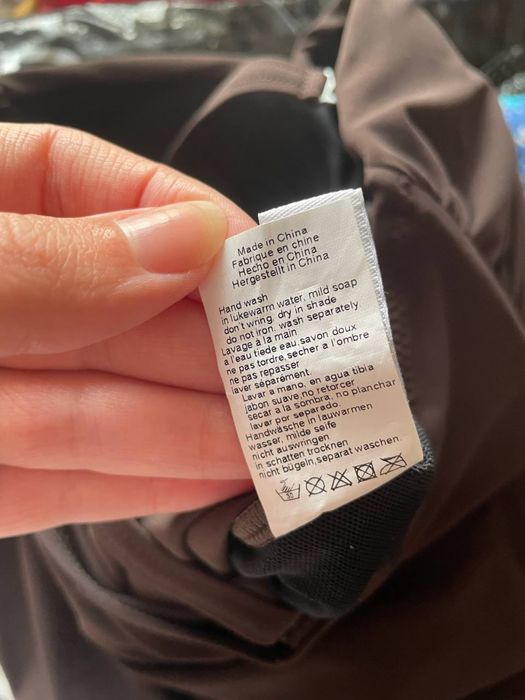 Made in China
Fabrique en chine
Hecho en China
Hergestellt in China
Hand wash
in lukewarm water, mild soap
don't wring, dry in shade
do not iron. wash separately
Lavage à la main
a l'eau tiede eau,savon doux
ne pas tordre,secher a l'ombre
ne pas repasser
laver séparément.
Lavar a mano, en agua tibia
jabon suave,no retorcer
secar a la sombra, no planchar
lavar por separado.
Handwäsche in lauwarmen
wasser, milde seife
nicht auswringen
in schatten trocknen
nicht bügeln,separat waschen.